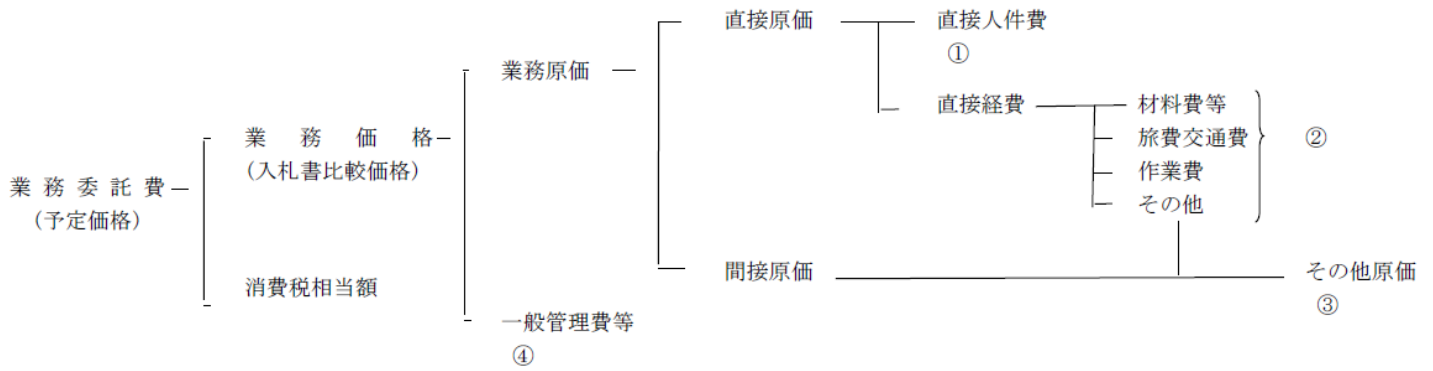 直接原価
直接人件費
①
業務原価
直接経費
材料費等
旅費交通費
作業費
その他
②
業務価格
(入札書比較価格)
業務委託費
(予定価格)
間接原価
その他原価
③
消費税相当額
一般管理費等
④